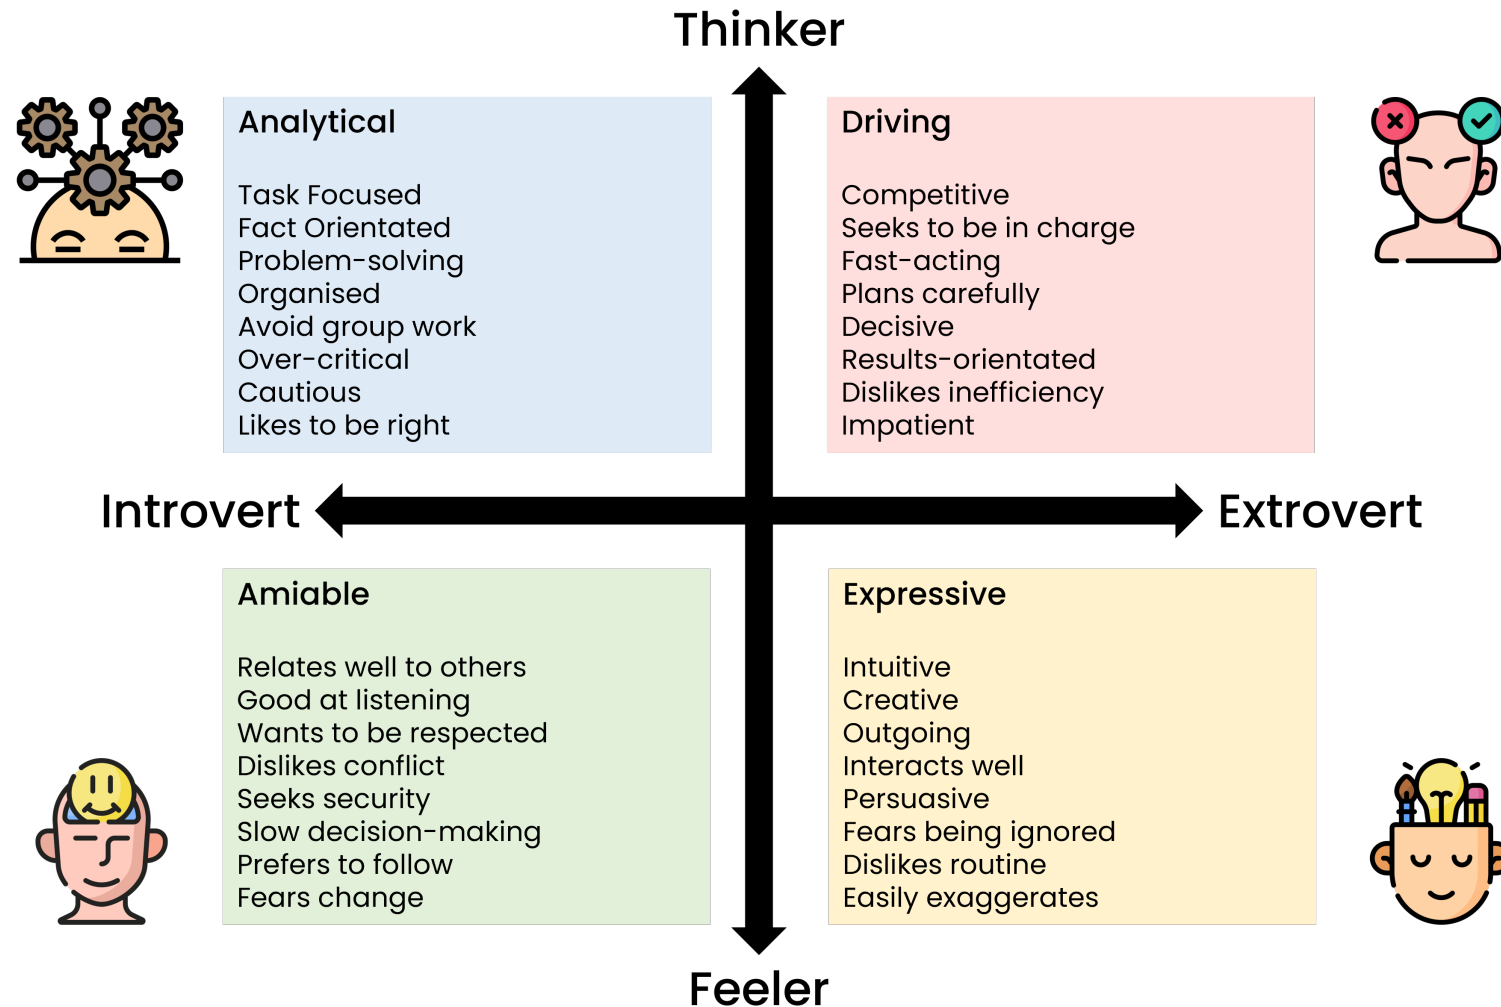 Thinker
Analytical
Task Focused
Fact Orientated
Problem-solving
Organised
Avoid group work
Over-critical
Cautious
Likes to be right
Driving
Competitive
Seeks to be in charge
Fast-acting
Plans carefully
Decisive
Results-orientated
Dislikes inefficiency
Impatient
Introvert
Extrovert
Amiable
Relates well to others
Good at listening
Wants to be respected
Dislikes conflict
Seeks security
Slow decision-making
Prefers to follow
Fears change
Expressive
Intuitive
Creative
Outgoing
Interacts well
Persuasive
Fears being ignored
Dislikes routine
Easily exaggerates
Feeler